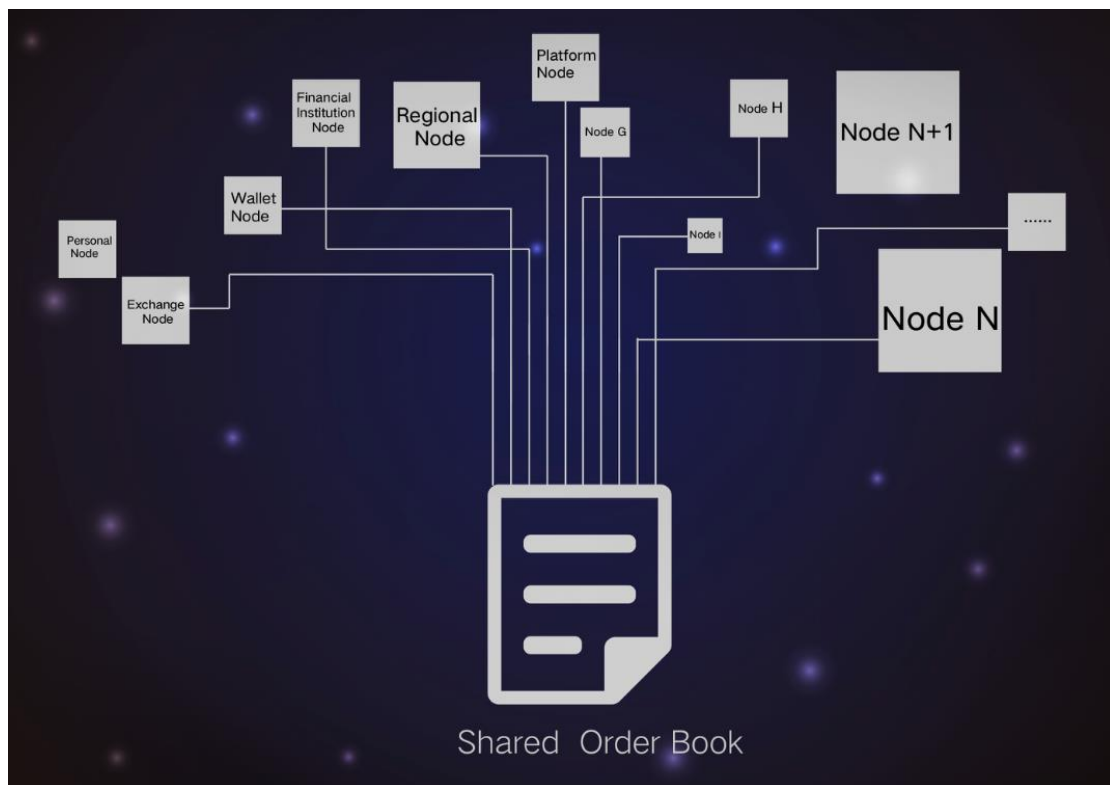 Platform
Node
Financial
Institution
Node
Regional
Node
Node G
Node H
Node N+1
Wallet
Node
Personal
Node
Exchange
Node
Node I
......
Node N
Shared Order Book